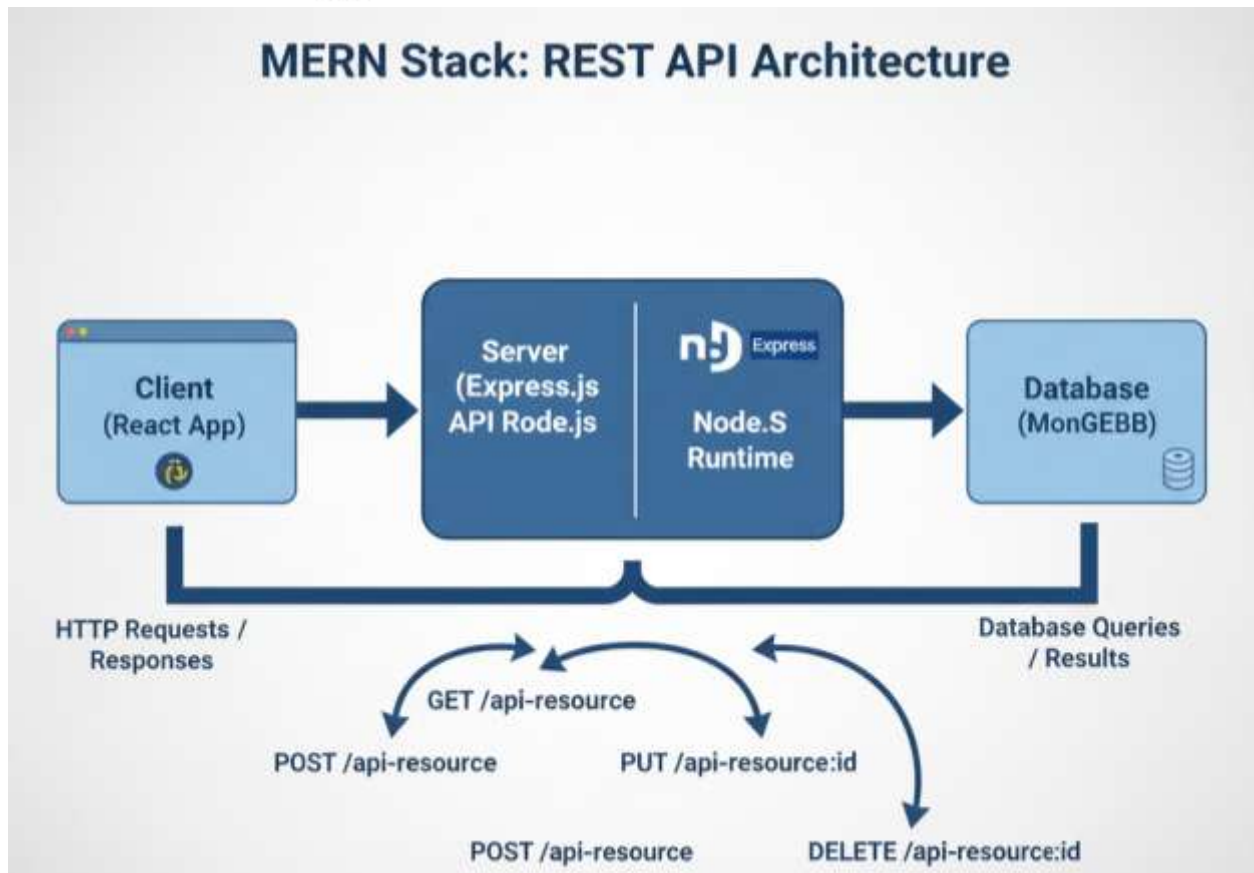 MERN Stack: REST API Architecture
Client
(React App)
Server
(Express.js
API Rode.js
Express
Node.S
Runtime
Database
(MonGEBB)
HTTP Requests /
Responses
Database Queries
/ Results
GET /api-resource
POST /api-resource
PUT /api-resource:id
POST /api-resource
DELETE /api-resource:id